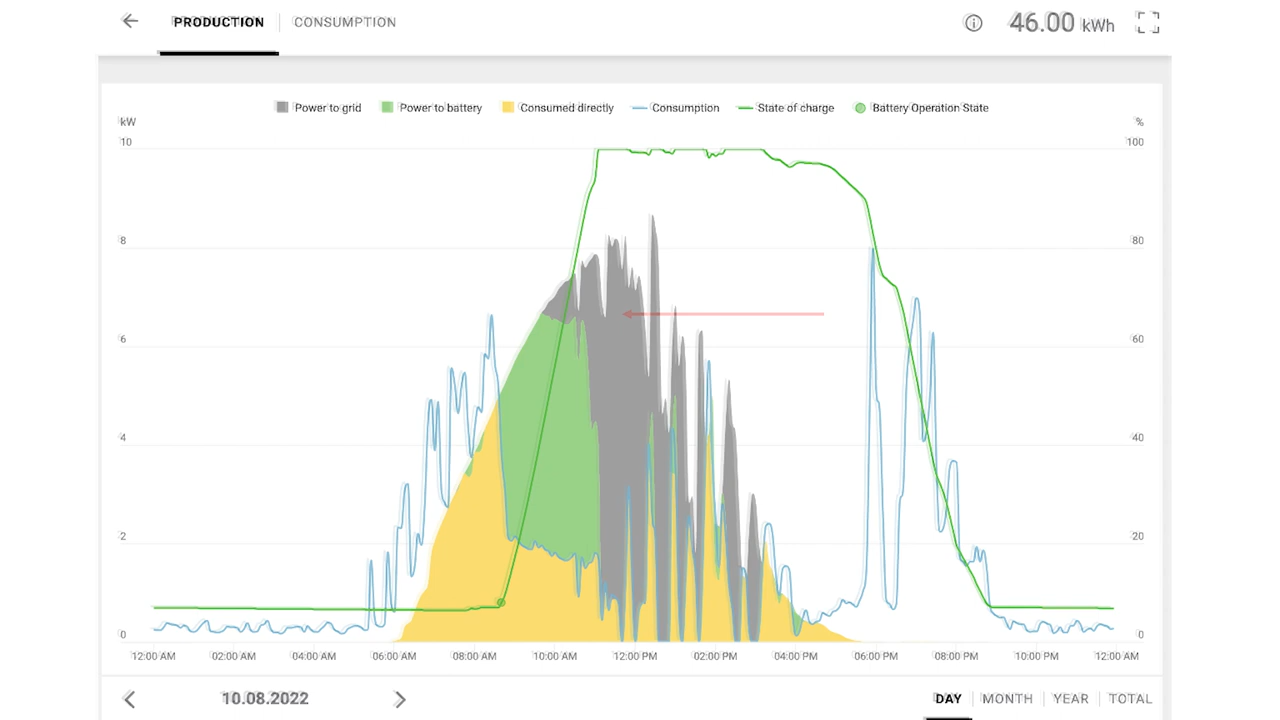 PRODUCTION CONSUMPTION 46.00 kWh
Power to grid Power to battery Consumed directly Consumption State of charge Battery Operation State
kW %
10 100
8 80
6 60
4 40
2 20
0 0
12:00 AM 02:00 AM 04:00 AM 06:00 AM 08:00 AM 10:00 AM 12:00 PM 02:00 PM 04:00 PM 06:00 PM 08:00 PM 10:00 PM 12:00 AM
10.08.2022 DAY MONTH YEAR TOTAL